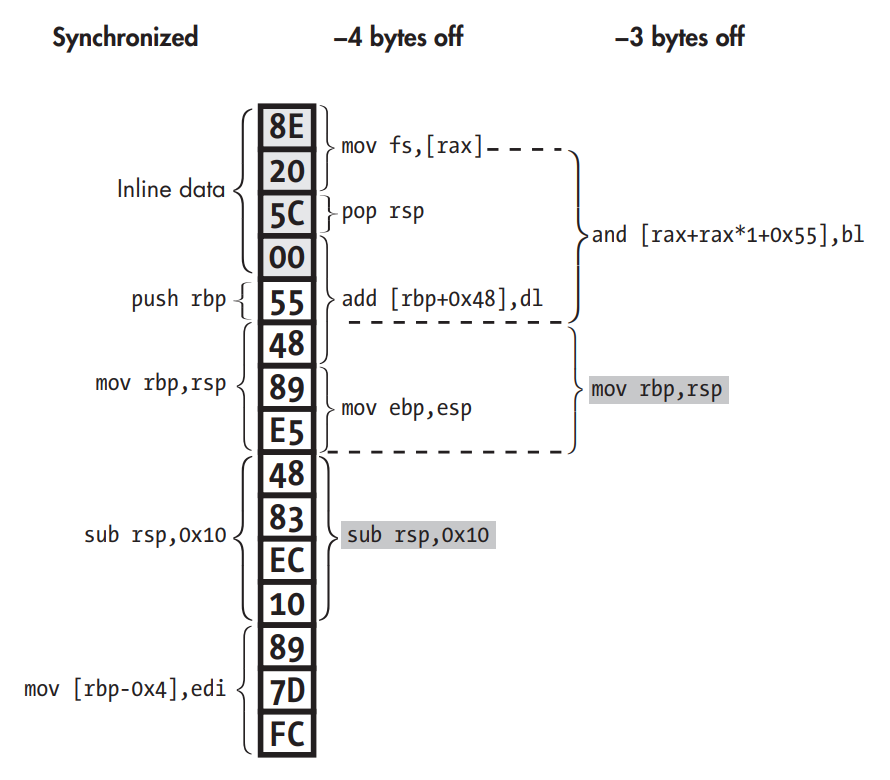 Synchronized
–4 bytes off
–3 bytes off
8E
mov fs,[rax]
20
Inline data
5C
pop rsp
and [rax+rax*1+0x55],bl
00
push rbp
55
add [rbp+0x48],dl
48
mov rbp,rsp
89
mov rbp,rsp
mov ebp,esp
E5
48
83
sub rsp,0x10
sub rsp,0x10
EC
10
89
mov [rbp-0x4],edi
7D
FC